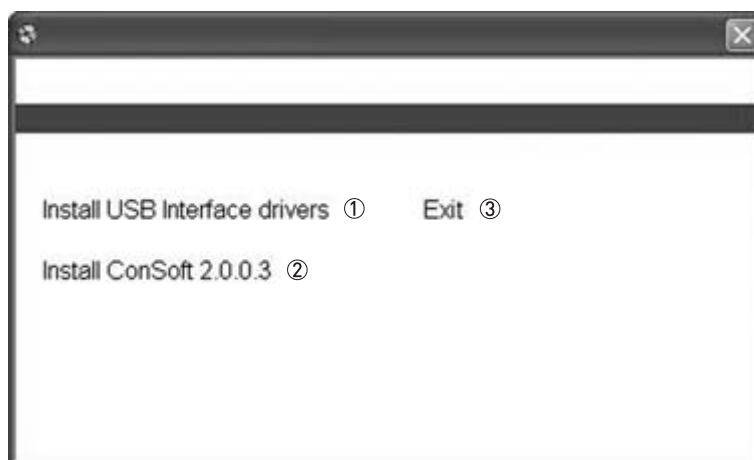 Install USB Interface drivers ① Exit ③
Install ConSoft 2.0.0.3 ②